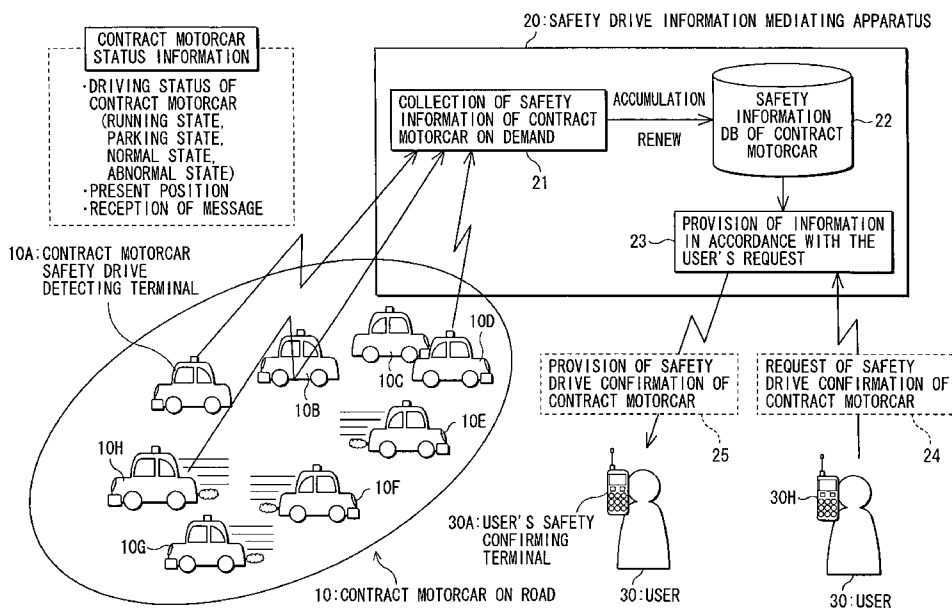 CONTRACT MOTORCAR
STATUS INFORMATION
・DRIVING STATUS OF
CONTRACT MOTORCAR
(RUNNING STATE,
PARKING STATE,
NORMAL STATE,
ABNORMAL STATE)
・PRESENT POSITION
・RECEPTION OF MESSAGE
20:SAFETY DRIVE INFORMATION MEDIATING APPARATUS
COLLECTION OF SAFETY
INFORMATION OF CONTRACT
MOTORCAR ON DEMAND
21
ACCUMULATION
RENEW
SAFETY
INFORMATION
DB OF CONTRACT
MOTORCAR
22
23
PROVISION OF INFORMATION
IN ACCORDANCE WITH THE
USER'S REQUEST
10A:CONTRACT MOTORCAR
SAFETY DRIVE
DETECTING TERMINAL
10B
10C
10D
10E
10H
10F
10G
10:CONTRACT MOTORCAR ON ROAD
PROVISION OF SAFETY
DRIVE CONFIRMATION OF
CONTRACT MOTORCAR
25
REQUEST OF SAFETY
DRIVE CONFIRMATION OF
CONTRACT MOTORCAR
24
30A:USER'S SAFETY
CONFIRMING
TERMINAL
30H
30:USER
30:USER